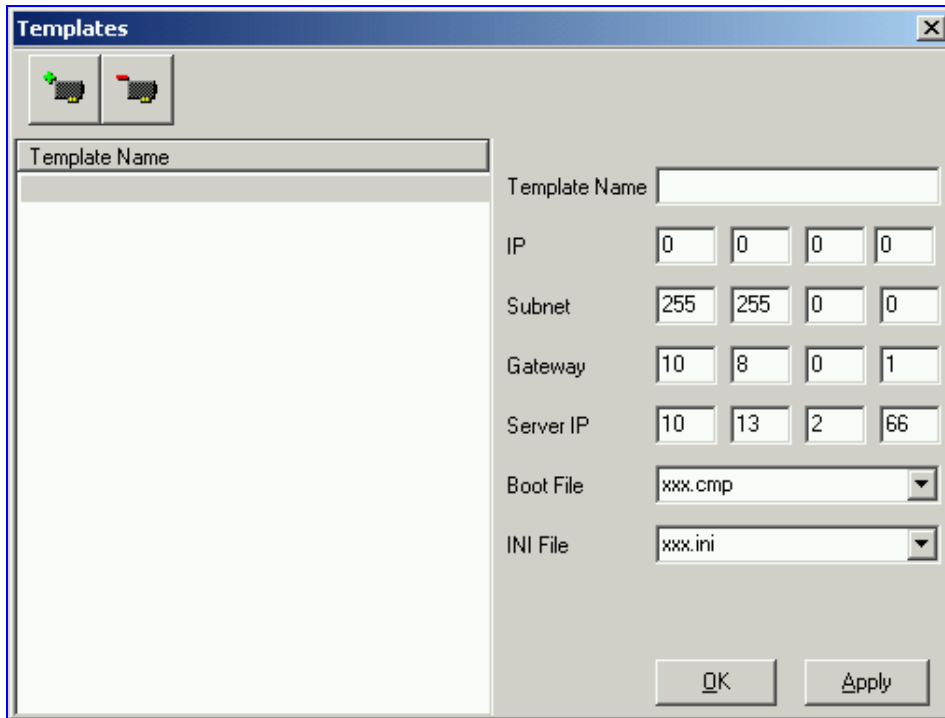 Templates
Template Name
Template Name
IP 0 0 0 0
Subnet 255 255 0 0
Gateway 10 8 0 1
Server IP 10 13 2 66
Boot File xxx.cmp
INI File xxx.ini
OK Apply